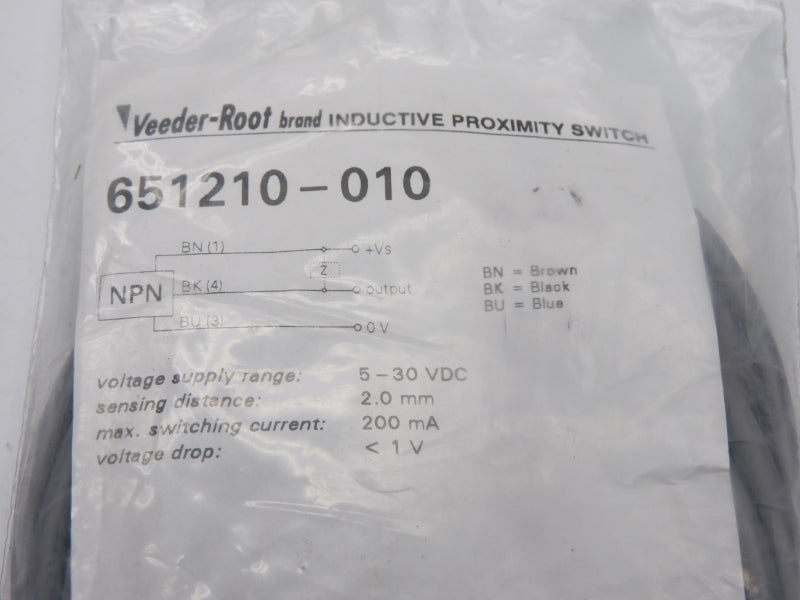 Veeder-Root brand INDUCTIVE PROXIMITY SWITCH
651210-010
BN (1) +Vs
Z
NPN BK (4) output
BU (3) 0 V
BN = Brown
BK = Black
BU = Blue
voltage supply range: 5-30 VDC
sensing distance: 2.0 mm
max. switching current: 200 mA
voltage drop: < 1 V